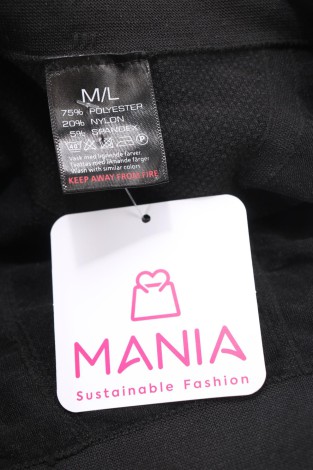 M/L
75% POLYESTER
20% NYLON
5% SPANDEX
40°
Vask med lignende farver.
Tvättas med liknande färger
Wash with similar colors
KEEP AWAY FROM FIRE
MANIA
Sustainable Fashion